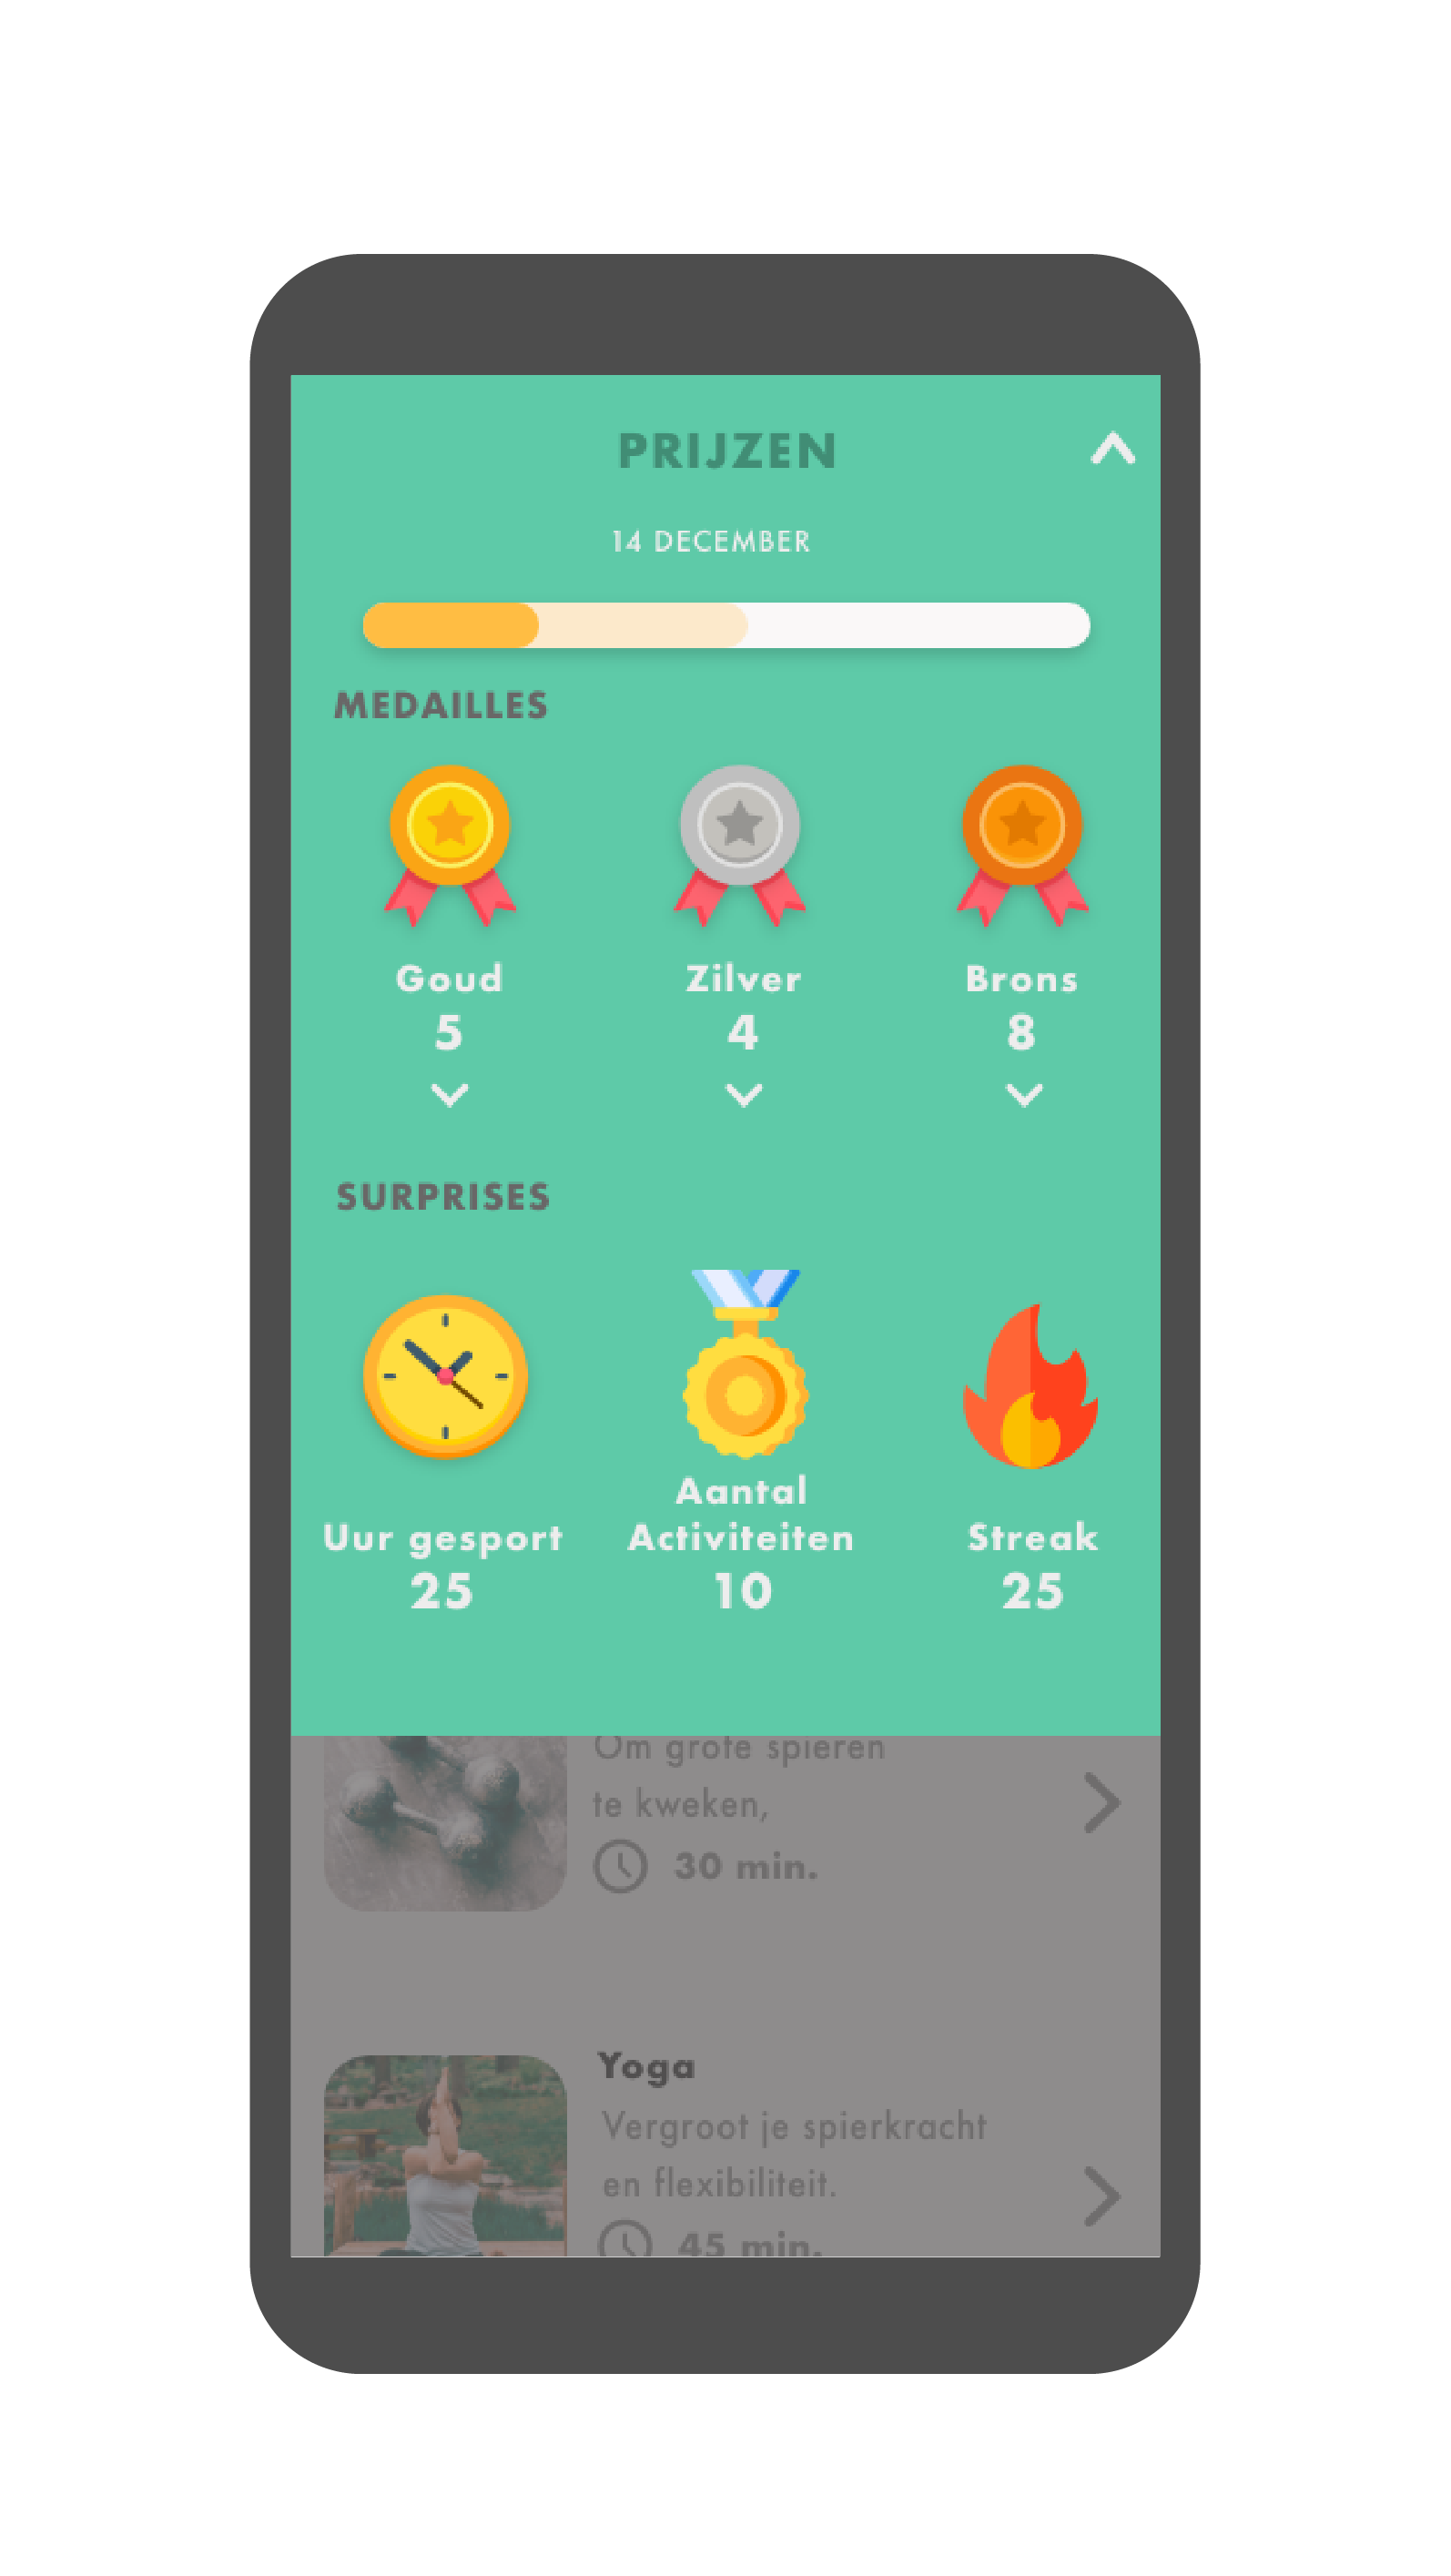 PRIJZEN
14 DECEMBER
MEDAILLES
Goud
5
Zilver
4
Brons
8
SURPRISES
Uur gesport
25
Aantal
Activiteiten
10
Streak
25
Om grote spieren
te kweken,
30 min.
Yoga
Vergroot je spierkracht
en flexibiliteit.
45 min.